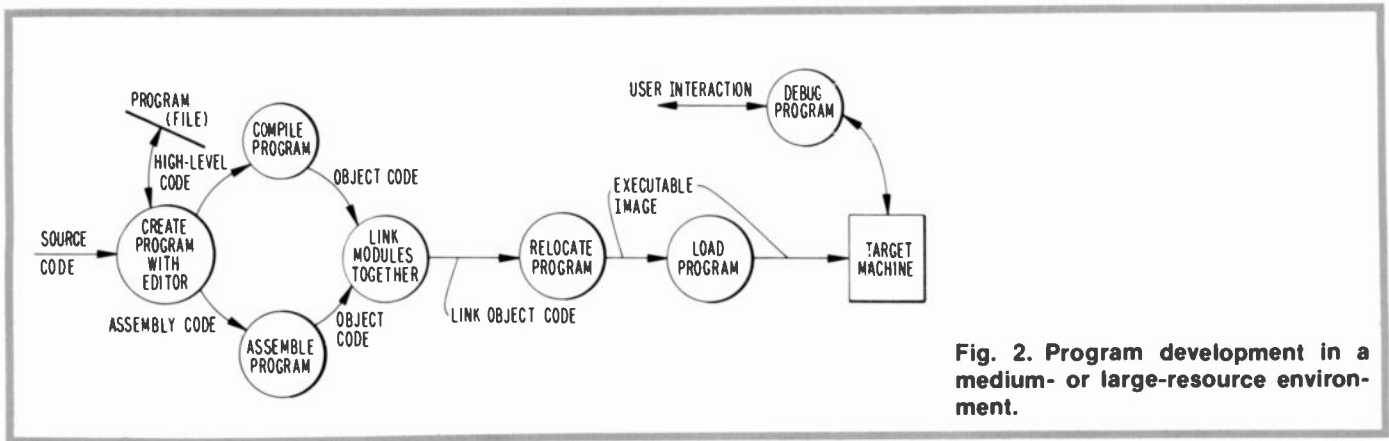 PROGRAM
(FILE)
HIGH-LEVEL
CODE
SOURCE
CODE
CREATE
PROGRAM
WITH
EDITOR
COMPILE
PROGRAM
OBJECT CODE
ASSEMBLY CODE
ASSEMBLE
PROGRAM
OBJECT
CODE
LINK
MODULES
TOGETHER
LINK OBJECT CODE
RELOCATE
PROGRAM
EXECUTABLE
IMAGE
LOAD
PROGRAM
USER INTERACTION
DEBUG
PROGRAM
TARGET
MACHINE
Fig. 2. Program development in a
medium- or large-resource environ-
ment.